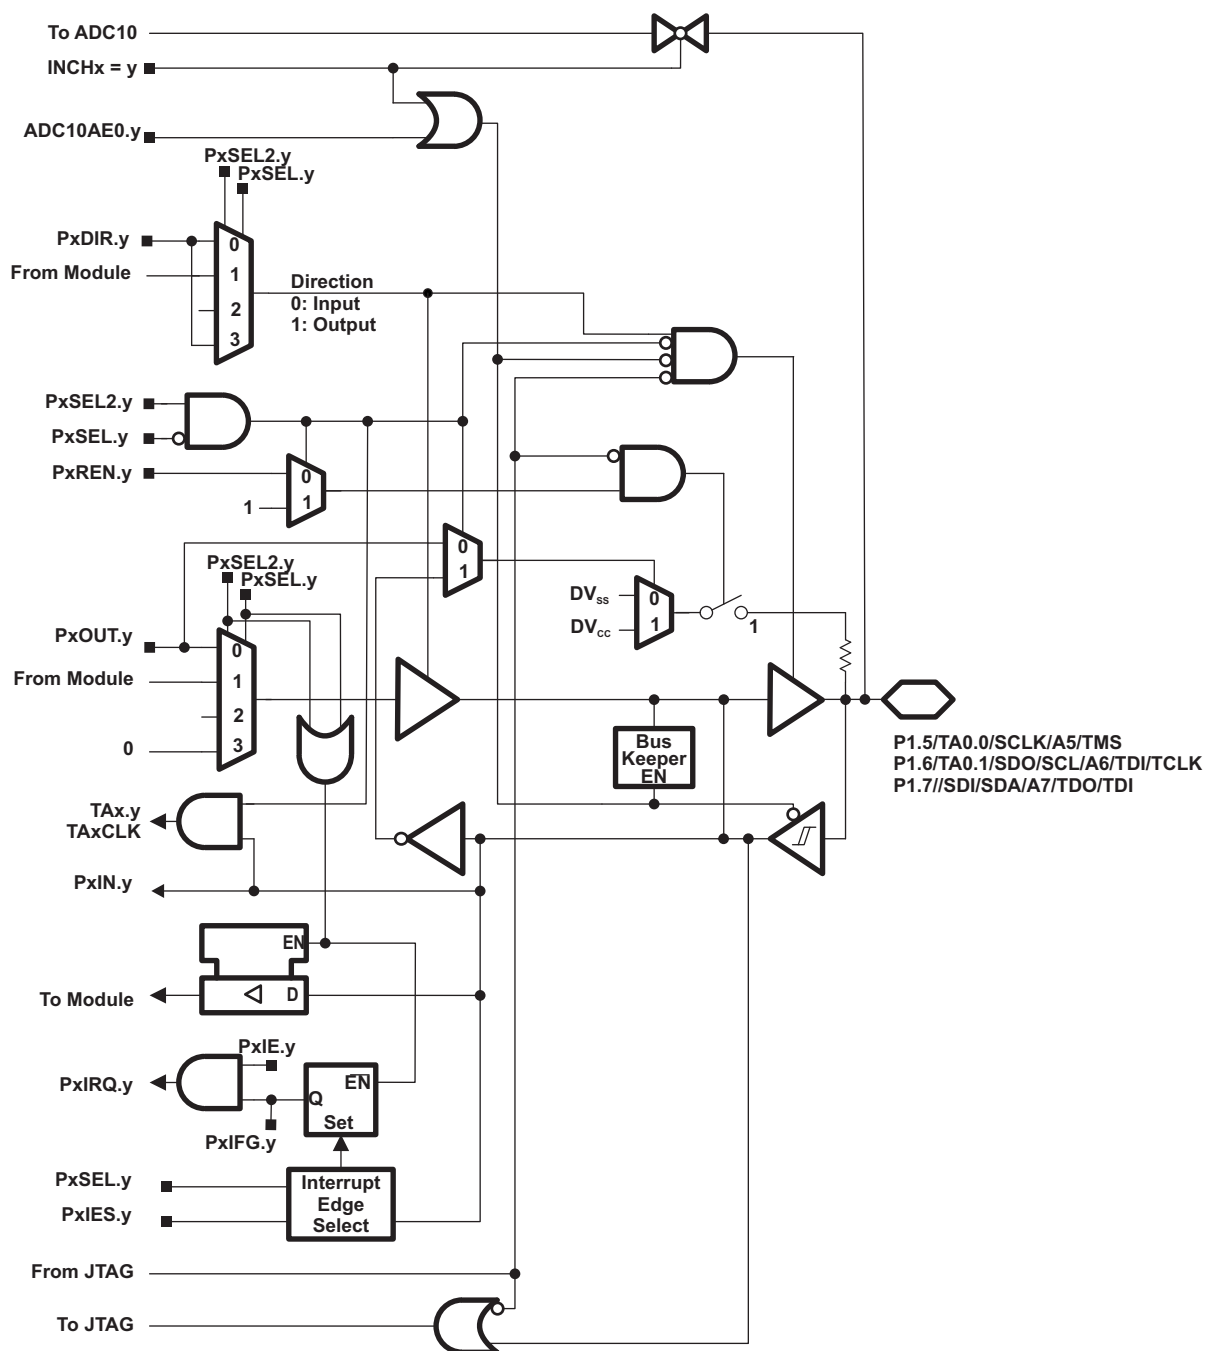 To ADC10
INCHx = y
ADC10AE0.y
PxSEL2.y
PxSEL.y
PxDIR.y
0
From Module
1
2
3
Direction
0: Input
1: Output
PxSEL2.y
PxSEL.y
PxREN.y
0
1
1
0
1
PxSEL2.y
PxSEL.y
DVSS
0
DVCC
1
1
PxOUT.y
0
From Module
1
2
0
3
Bus
Keeper
EN
P1.5/TA0.0/SCLK/A5/TMS
P1.6/TA0.1/SDO/SCL/A6/TDI/TCLK
P1.7//SDI/SDA/A7/TDO/TDI
TAx.y
TAxCLK
PxIN.y
EN
To Module
D
PxIE.y
PxIRQ.y
EN
Q
Set
PxIFG.y
PxSEL.y
PxIES.y
Interrupt
Edge
Select
From JTAG
To JTAG